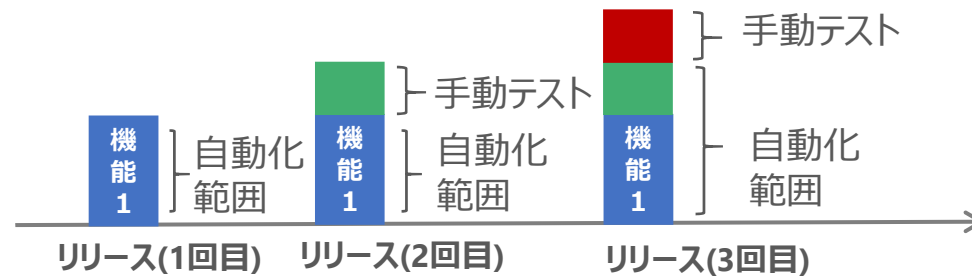 手動テスト
手動テスト
機能1
自動化
範囲
機能1
自動化
範囲
機能1
自動化
範囲
リリース(1回目)
リリース(2回目)
リリース(3回目)